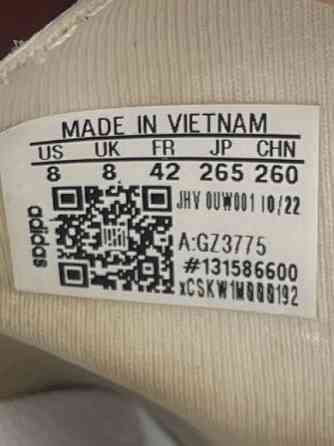 MADE IN VIETNAM
US UK FR JP CHN
8 8 42 265 260
JHV 0UW001 10/22
adidas
A:GZ3775
#131586600
xCSKW1M000192